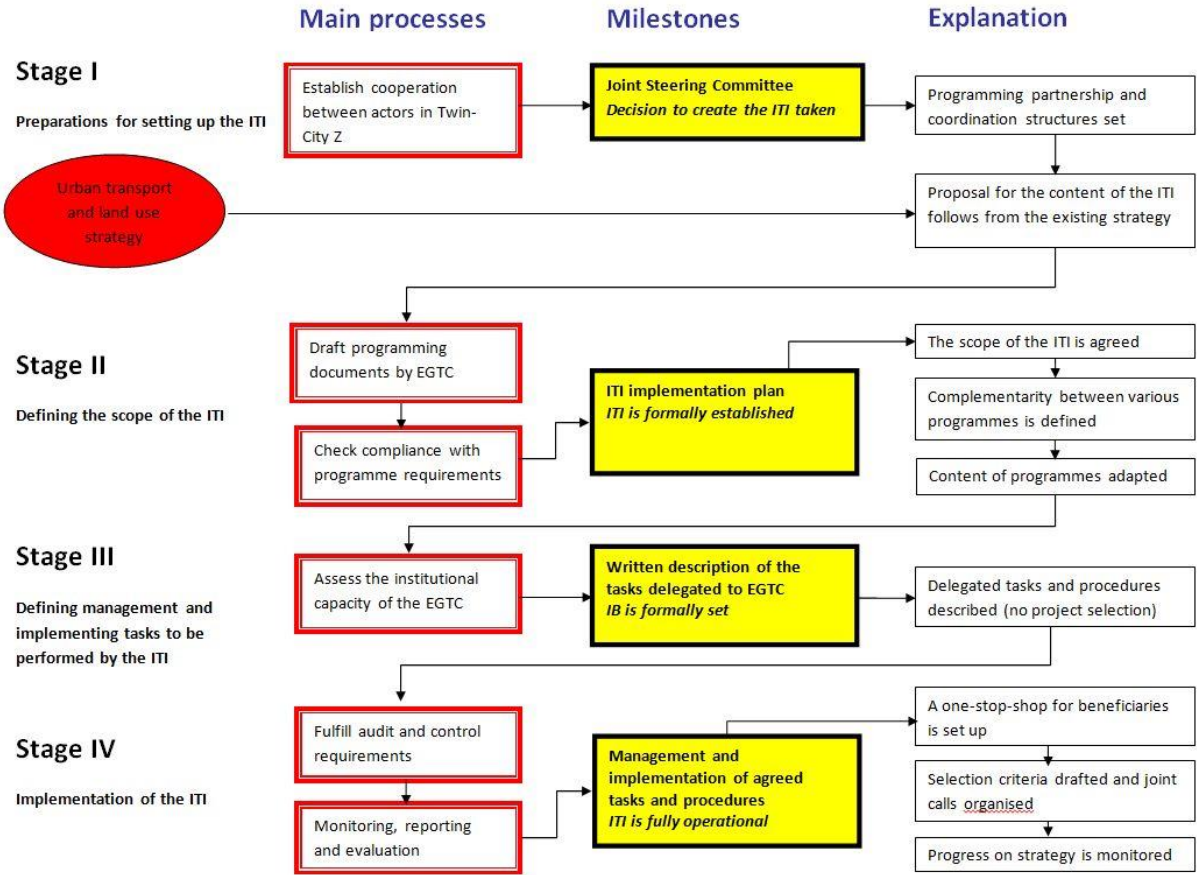 Main processes
Milestones
Explanation
Stage I
Preparations for setting up the ITI
Establish cooperation
between actors in Twin-
City Z
Joint Steering Committee
Decision to create the ITI taken
Programming partnership and
coordination structures set
Urban transport
and land use
strategy
Proposal for the content of the ITI
follows from the existing strategy
Stage II
Defining the scope of the ITI
Draft programming
documents by EGTC
Check compliance with
programme requirements
ITI implementation plan
ITI is formally established
The scope of the ITI is agreed
Complementarity between various
programmes is defined
Content of programmes adapted
Stage III
Defining management and
implementing tasks to be
performed by the ITI
Assess the institutional
capacity of the EGTC
Written description of the
tasks delegated to EGTC
IB is formally set
Delegated tasks and procedures
described (no project selection)
Stage IV
Implementation of the ITI
Fulfill audit and control
requirements
Monitoring, reporting
and evaluation
Management and
implementation of agreed
tasks and procedures
ITI is fully operational
A one-stop-shop for beneficiaries
is set up
Selection criteria drafted and joint
calls organised
Progress on strategy is monitored